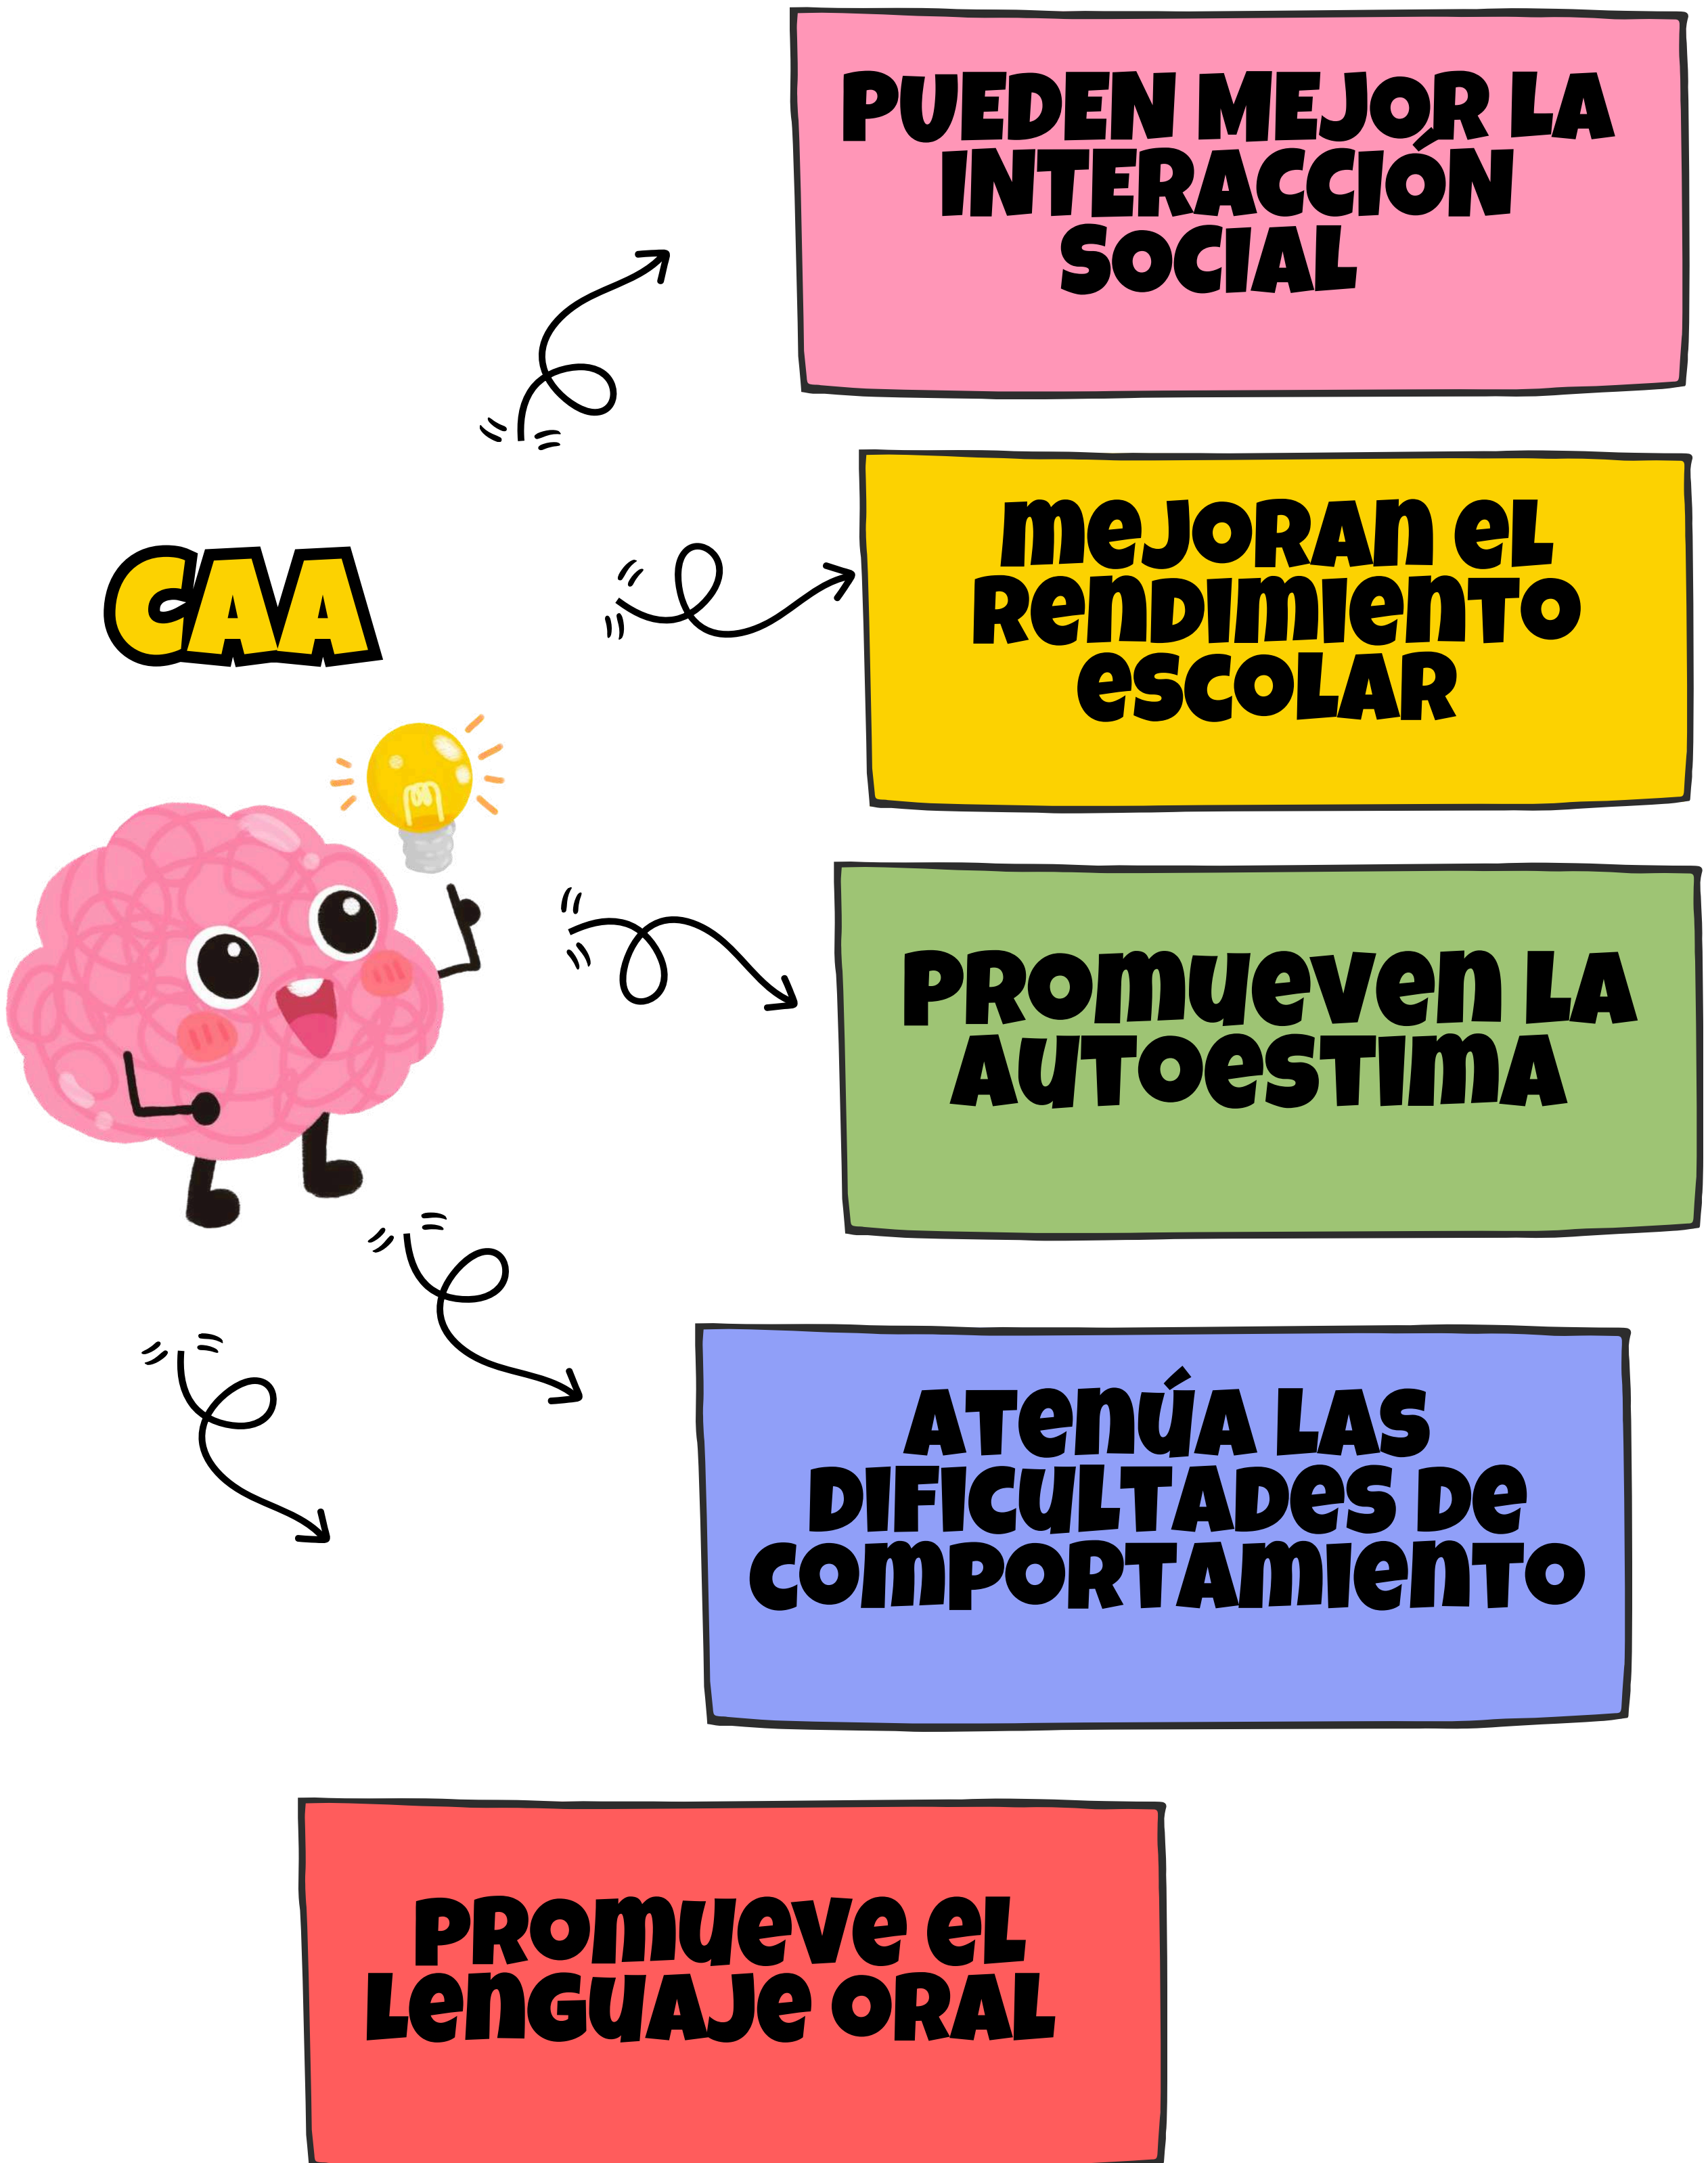 PUEDEN MEJOR LA
INTERACCIÓN
SOCIAL
CAA
MEJORAN EL
RENDIMIENTO
ESCOLAR
PROMUEVEN LA
AUTOESTIMA
ATENÚA LAS
DIFICULTADES DE
COMPORTAMIENTO
PROMUEVE EL
LENGUAJE ORAL